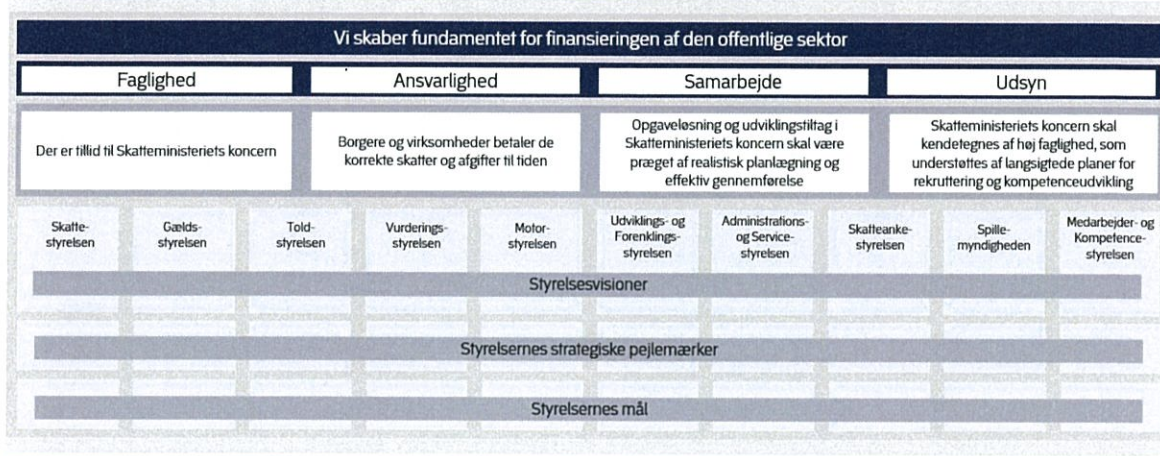 Vi skaber fundamentet for finansieringen af den offentlige sektor
Faglighed
Ansvarlighed
Samarbejde
Udsyn
Der er tillid til Skatteministeriets koncern
Borgere og virksomheder betaler de
korrekte skatter og afgifter til tiden
Opgaveløsning og udviklingstiltag i
Skatteministeriets koncern skal være
præget af realistisk planlægning og
effektiv gennemførelse
Skatteministeriets koncern skal
kendetegnes af høj faglighed, som
understøttes af langsigtede planer for
rekruttering og kompetenceudvikling
Skatte-
styrelsen
Gælds-
styrelsen
Told-
styrelsen
Vurderings-
styrelsen
Motor-
styrelsen
Udviklings- og
Forenklings-
styrelsen
Administrations-
og Service-
styrelsen
Skatteanke-
styrelsen
Spille-
myndigheden
Medarbejder- og
Kompetence-
styrelsen
Styrelsesvisioner
Styrelsernes strategiske pejlemærker
Styrelsernes mål